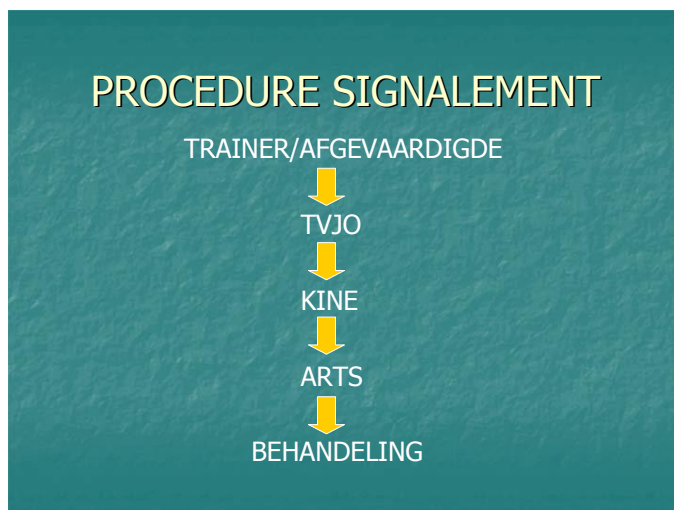 PROCEDURE SIGNALEMENT
TRAINER/AFGEVAARDIGDE
TVJO
KINE
ARTS
BEHANDELING